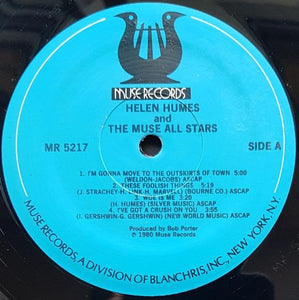 MUSE RECORDS
HELEN HUMES
and
THE MUSE ALL STARS
MR 5217
SIDE A
1. I'M GONNA MOVE TO THE OUTSKIRTS OF TOWN 5:00
(WELDON-JACOBS) ASCAP
2. THESE FOOLISH THINGS 5:19
(J. STRACHEY-H. LINK-H. MARVELL) (BOURNE CO.) ASCAP
3. WOE IS ME 3:20
(H. HUMES) (SILVER MUSIC) ASCAP
4. I'VE GOT A CRUSH ON YOU 3:55
(I. GERSHWIN-G. GERSHWIN) (NEW WORLD MUSIC) ASCAP
Produced by Bob Porter
© 1980 Muse Records
MUSE RECORDS A DIVISION OF BLANCHRIS, INC., NEW YORK, N.Y.